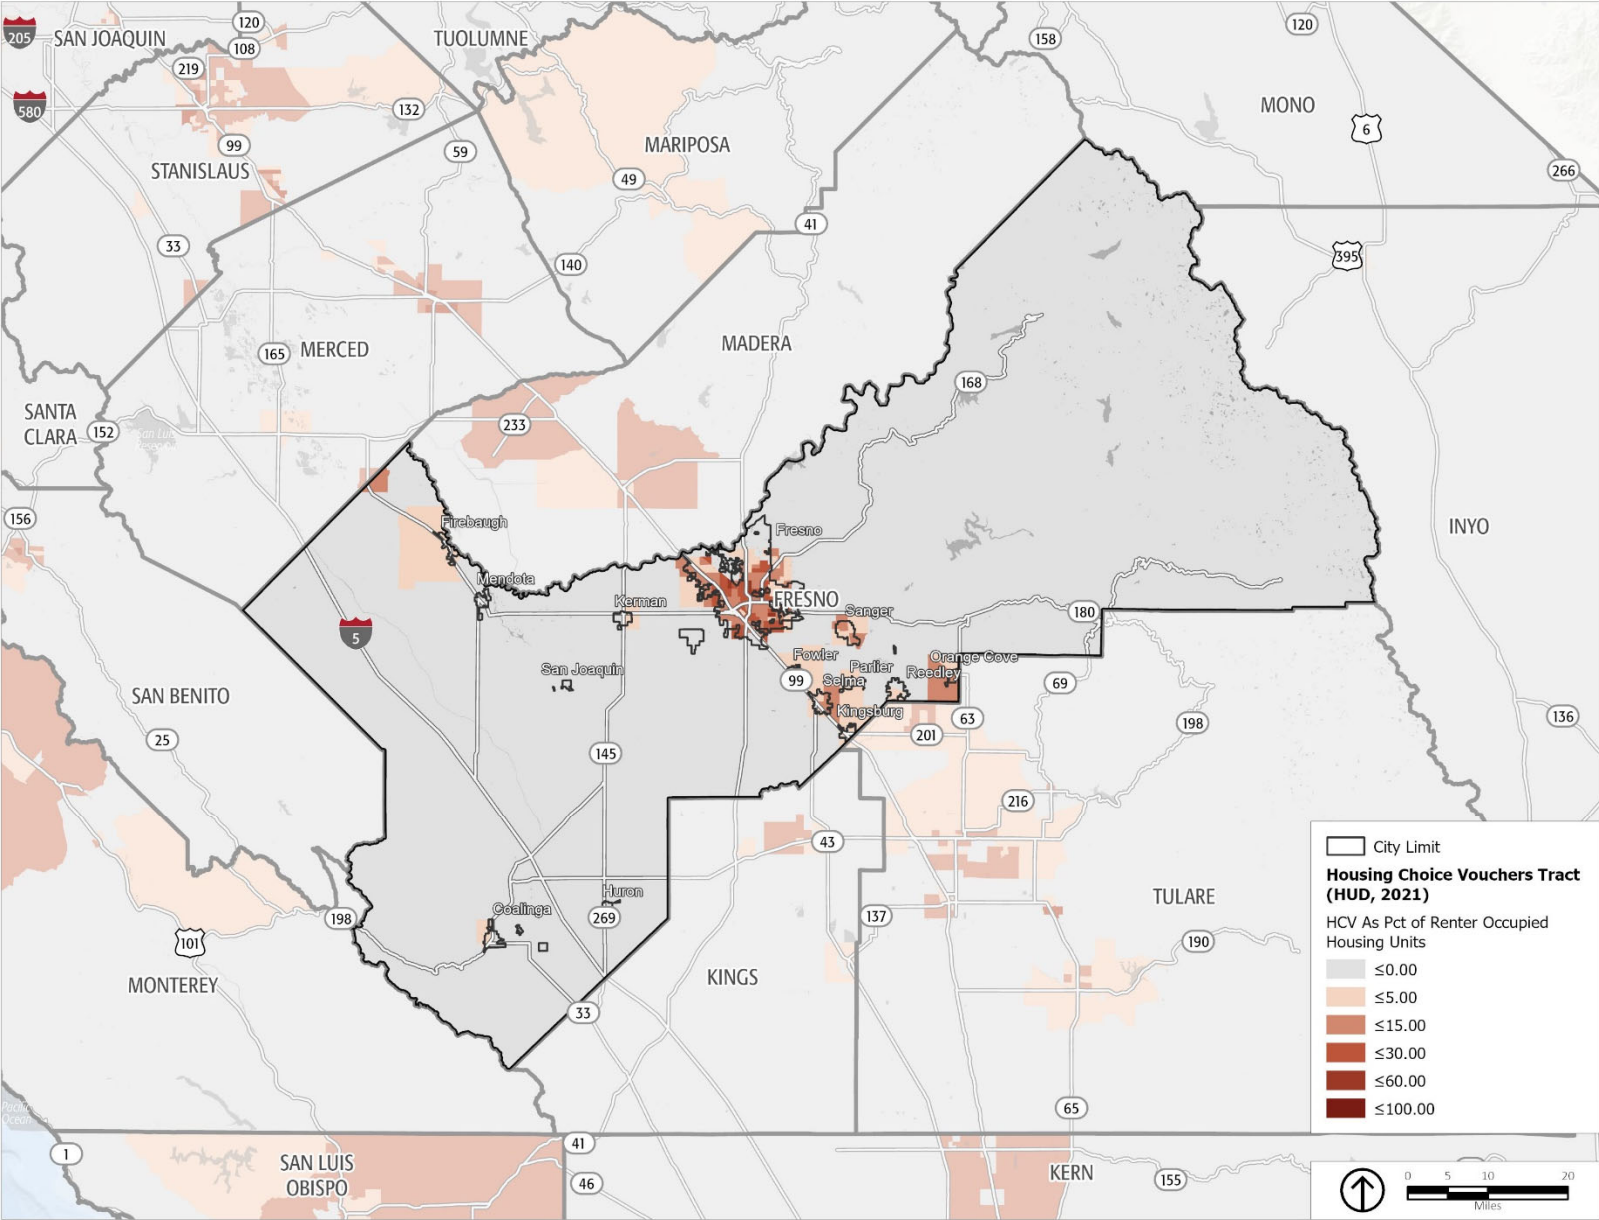 205
SAN JOAQUIN
120
108
219
TUOLUMNE
158
120
580
132
99
STANISLAUS
59
MARIPOSA
49
MONO
6
266
33
41
140
395
165
MERCED
MADERA
168
SANTA
CLARA
152
San Luis
233
156
Firebaugh
Fresno
INYO
Mendota
Kerman
FRESNO
Sanger
180
5
San Joaquin
Fowler
Parlier
Orange Cove
Reedley
99
Selma
69
SAN BENITO
Kingsburg
63
201
198
136
25
145
216
43
Huron
Coalinga
269
198
137
TULARE
101
190
MONTEREY
KINGS
33
65
Pacific
Ocean
1
41
SAN LUIS
OBISPO
46
KERN
155
City Limit
Housing Choice Vouchers Tract
(HUD, 2021)
HCV As Pct of Renter Occupied
Housing Units
≤0.00
≤5.00
≤15.00
≤30.00
≤60.00
≤100.00
0 5 10 20
Miles